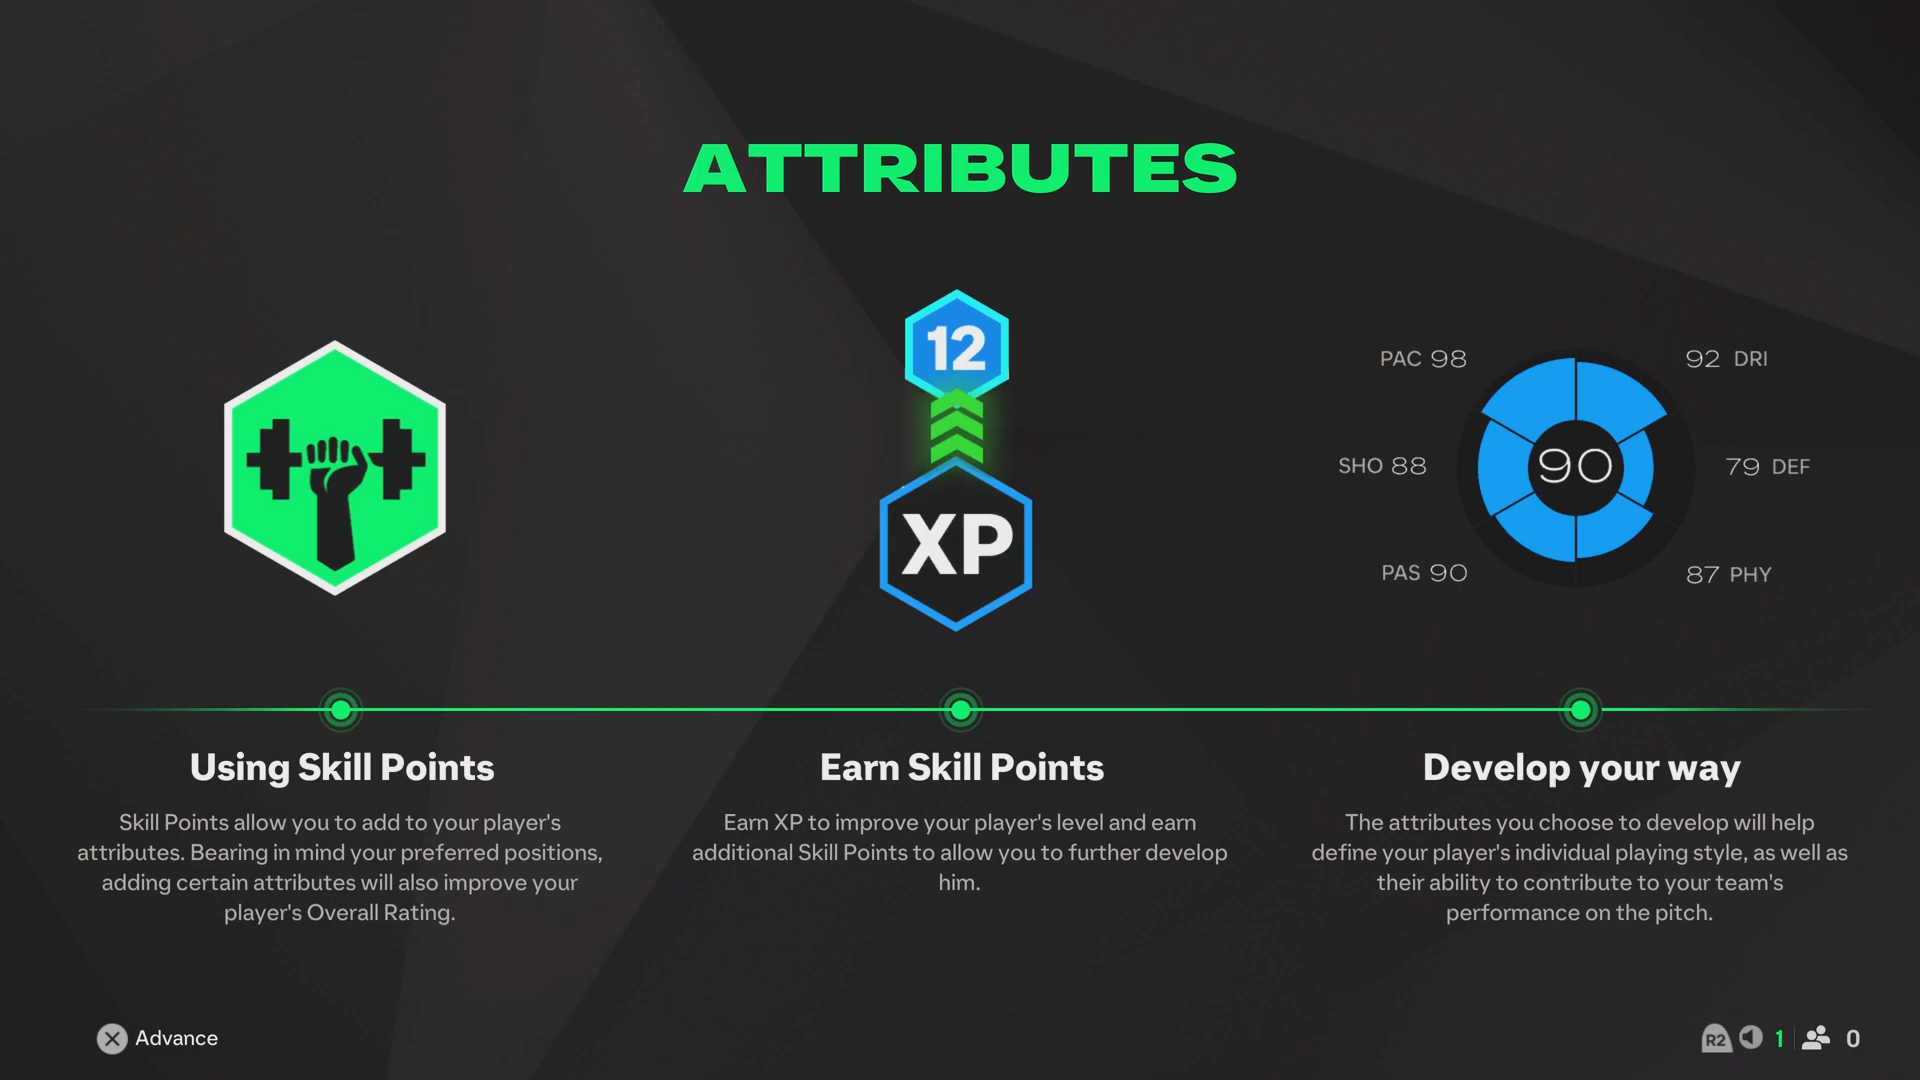 ATTRIBUTES
12
XP
PAC 98
92 DRI
SHO 88
90
79 DEF
PAS 90
87 PHY
Using Skill Points
Skill Points allow you to add to your player's
attributes. Bearing in mind your preferred positions,
adding certain attributes will also improve your
player's Overall Rating.
Earn Skill Points
Earn XP to improve your player's level and earn
additional Skill Points to allow you to further develop
him.
Develop your way
The attributes you choose to develop will help
define your player's individual playing style, as well as
their ability to contribute to your team's
performance on the pitch.
Advance
R2 1 0